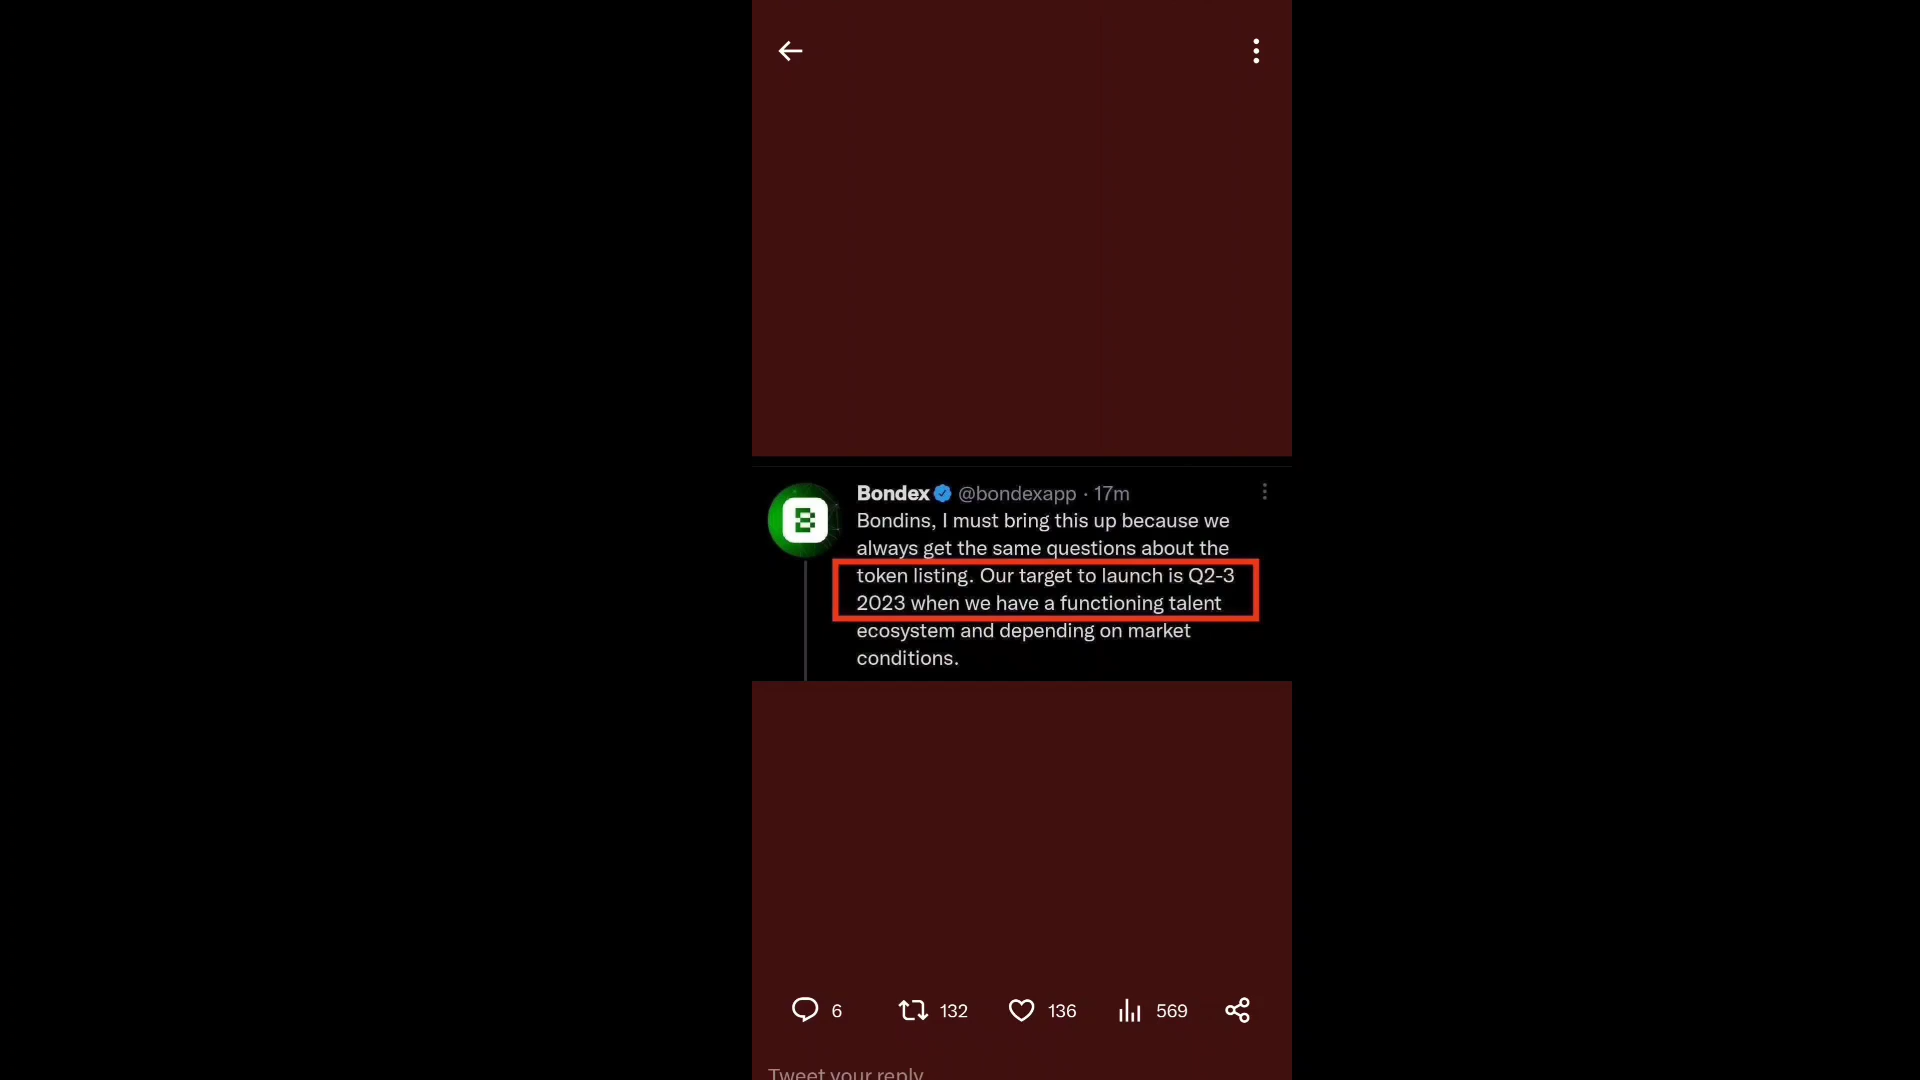 Bondex @bondexapp · 17m
Bondins, I must bring this up because we
always get the same questions about the
token listing. Our target to launch is Q2-3
2023 when we have a functioning talent
ecosystem and depending on market
conditions.
6 132 136 569
Tweet your reply